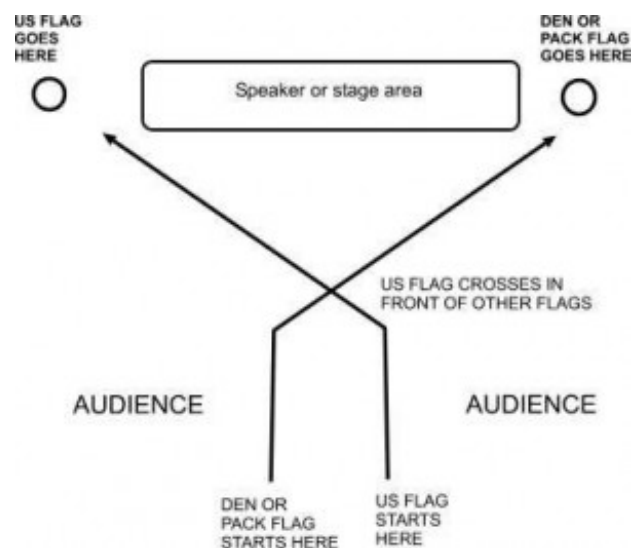 US FLAG
GOES
HERE
DEN OR
PACK FLAG
GOES HERE
Speaker or stage area
US FLAG CROSSES IN
FRONT OF OTHER FLAGS
AUDIENCE
AUDIENCE
DEN OR
PACK FLAG
STARTS HERE
US FLAG
STARTS
HERE